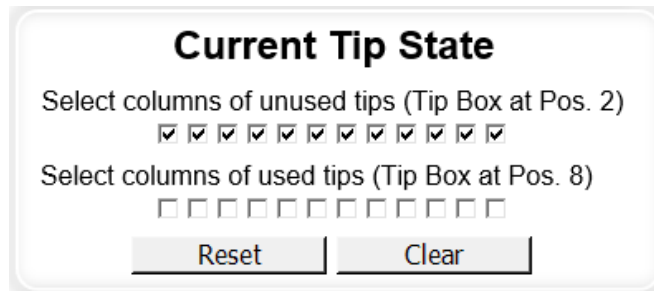 Current Tip State
Select columns of unused tips (Tip Box at Pos. 2)
Select columns of used tips (Tip Box at Pos. 8)
Reset Clear